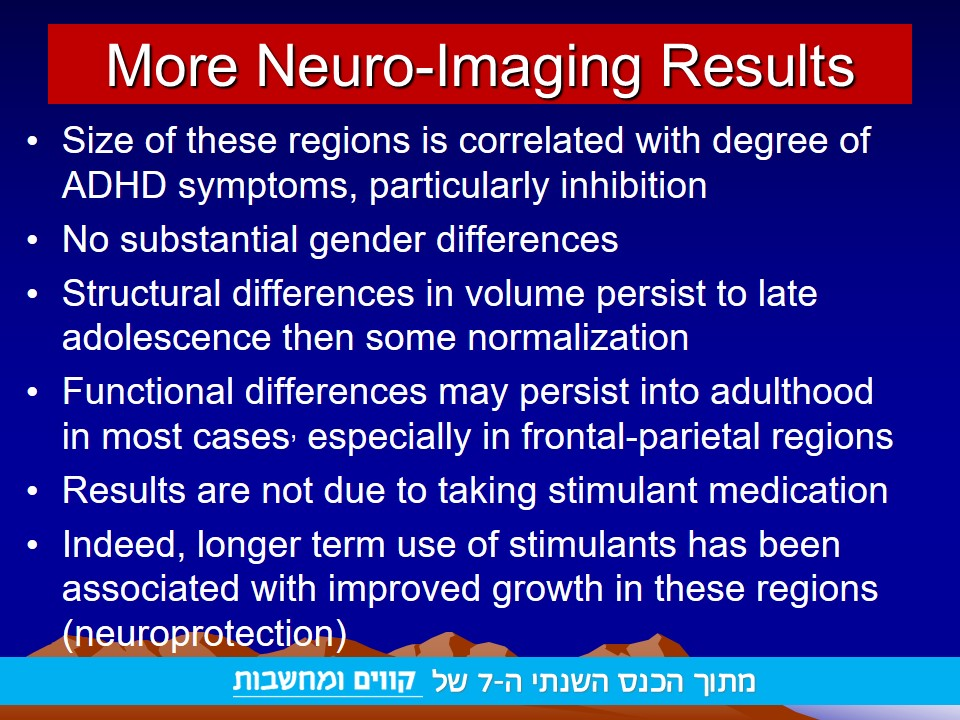 More Neuro-Imaging Results
• Size of these regions is correlated with degree of
ADHD symptoms, particularly inhibition
• No substantial gender differences
• Structural differences in volume persist to late
adolescence then some normalization
• Functional differences may persist into adulthood
in most cases, especially in frontal-parietal regions
• Results are not due to taking stimulant medication
• Indeed, longer term use of stimulants has been
associated with improved growth in these regions
(neuroprotection)
מתוך הכנס השנתי ה-7 של קווים ומחשבות